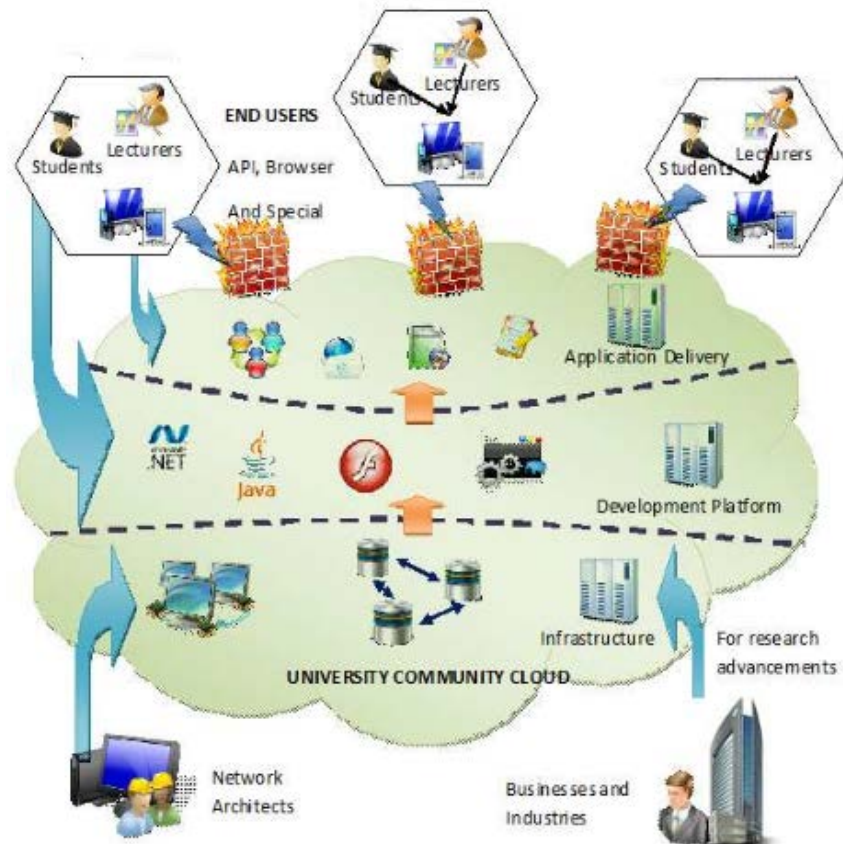 Students
Lecturers
END USERS
API, Browser
And Special
Students
Lecturers
Students
Lecturers
Application Delivery
.NET
Java
Development Platform
Infrastructure
UNIVERSITY COMMUNITY CLOUD
For research
advancements
Network
Architects
Businesses and
Industries